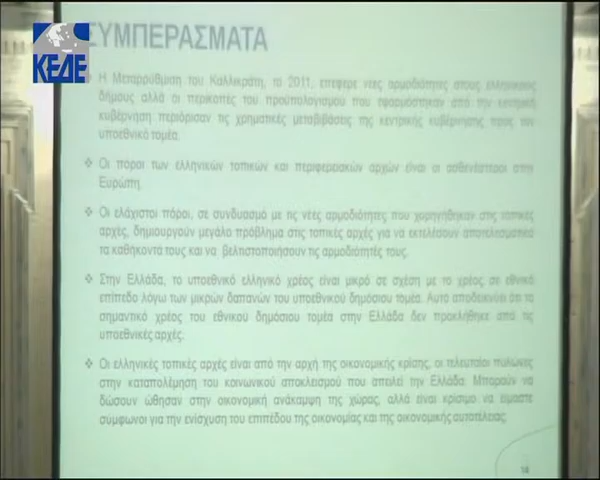 ΚΕΔΕ
ΣΥΜΠΕΡΑΣΜΑΤΑ
Η Μεταρρύθμιση του Καλλικράτη, το 2011, επέφερε νέες αρμοδιότητες στους ελληνικούς
δήμους αλλά οι περικοπές του προϋπολογισμού που εφαρμόστηκαν από την κεντρική
κυβέρνηση περιόρισαν τις χρηματικές μεταβιβάσεις της κεντρικής κυβέρνησης προς τον
υποεθνικό τομέα.
Οι πόροι των ελληνικών τοπικών και περιφερειακών αρχών είναι οι ασθενέστεροι στην
Ευρώπη.
Οι ελάχιστοι πόροι, σε συνδυασμό με τις νέες αρμοδιότητες που χορηγήθηκαν στις τοπικές
αρχές, δημιουργούν μεγάλο πρόβλημα στις τοπικές αρχές για να εκτελέσουν αποτελεσματικά
τα καθήκοντά τους και να βελτιστοποιήσουν τις αρμοδιότητές τους.
Στην Ελλάδα, το υποεθνικό ελληνικό χρέος είναι μικρό σε σχέση με το χρέος σε εθνικό
επίπεδο λόγω των μικρών δαπανών του υποεθνικού δημόσιου τομέα. Αυτό αποδεικνύει ότι το
σημαντικό χρέος του εθνικού δημόσιου τομέα στην Ελλάδα δεν προκλήθηκε από τις
υποεθνικές αρχές.
Οι ελληνικές τοπικές αρχές είναι από την αρχή της οικονομικής κρίσης, οι τελευταίοι πυλώνες
στην καταπολέμηση του κοινωνικού αποκλεισμού που απειλεί την Ελλάδα. Μπορούν να
δώσουν ώθησαν στην οικονομική ανάκαμψη της χώρας, αλλά είναι κρίσιμο να είμαστε
σύμφωνοι για την ενίσχυση του επιπέδου της οικονομίας και της οικονομικής αυτοτέλειας.
14